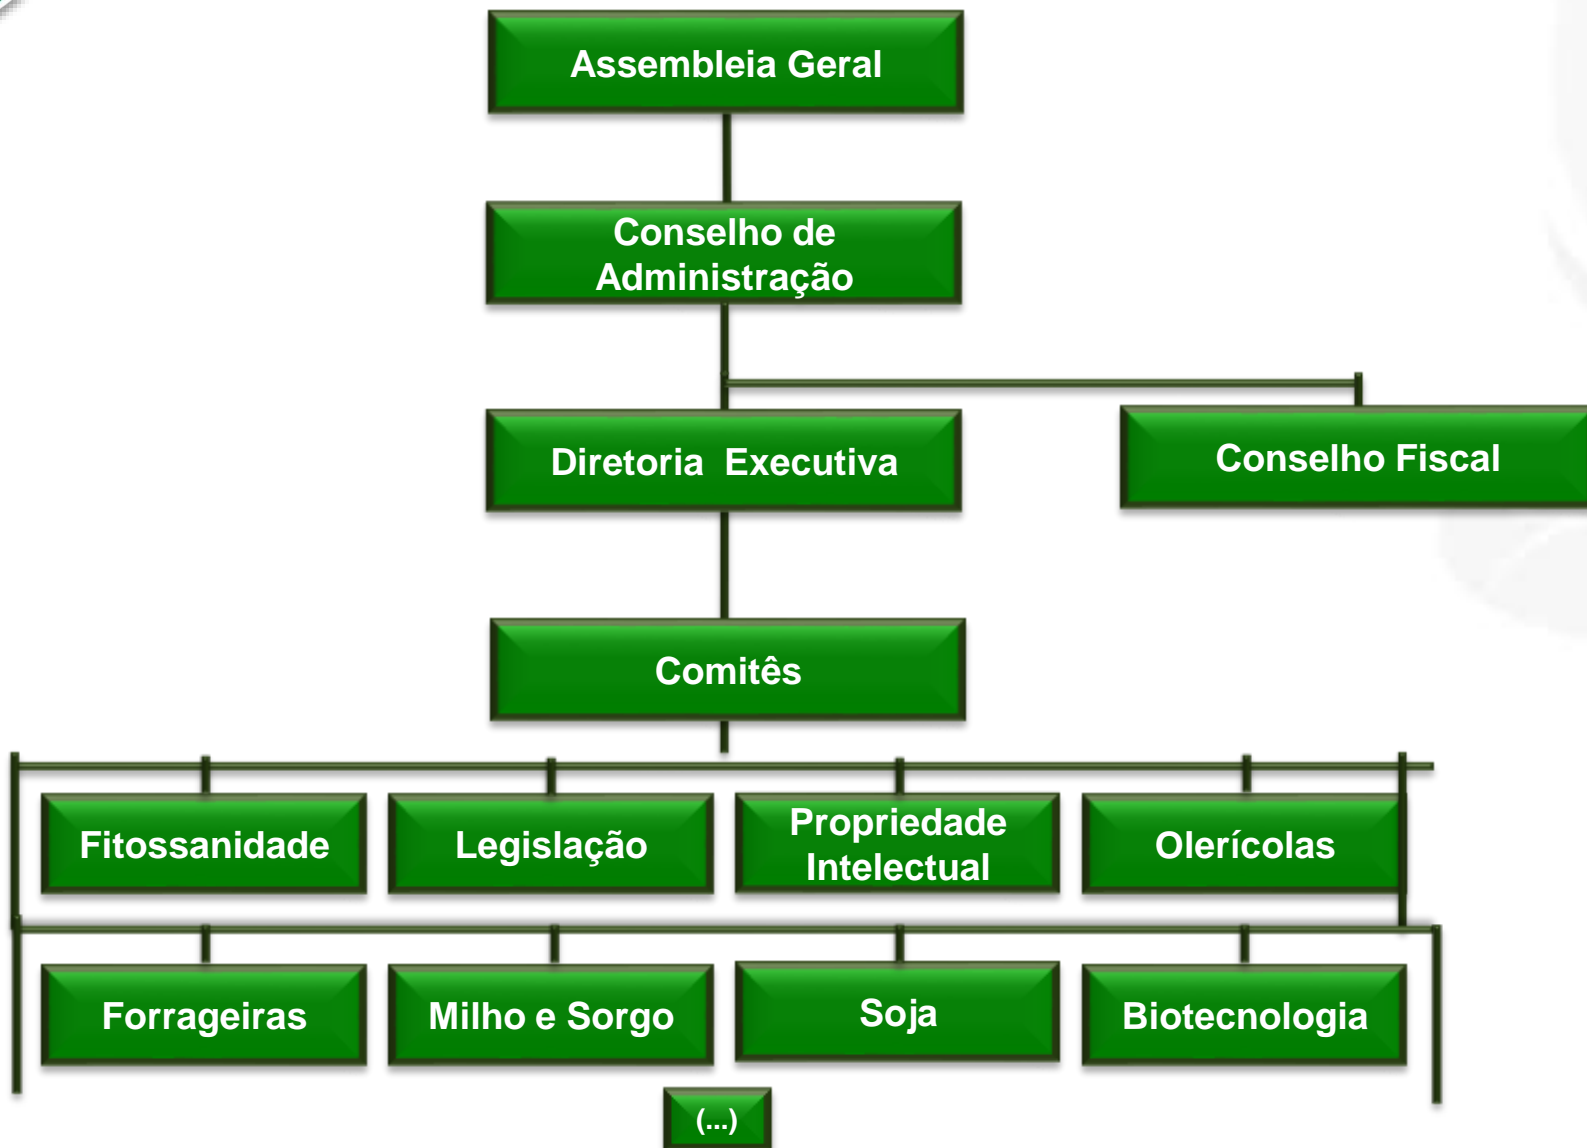 Assembleia Geral
Conselho de
Administração
Diretoria Executiva
Conselho Fiscal
Comitês
Fitossanidade
Legislação
Propriedade
Intelectual
Olerícolas
Forrageiras
Milho e Sorgo
Soja
Biotecnologia
(...)